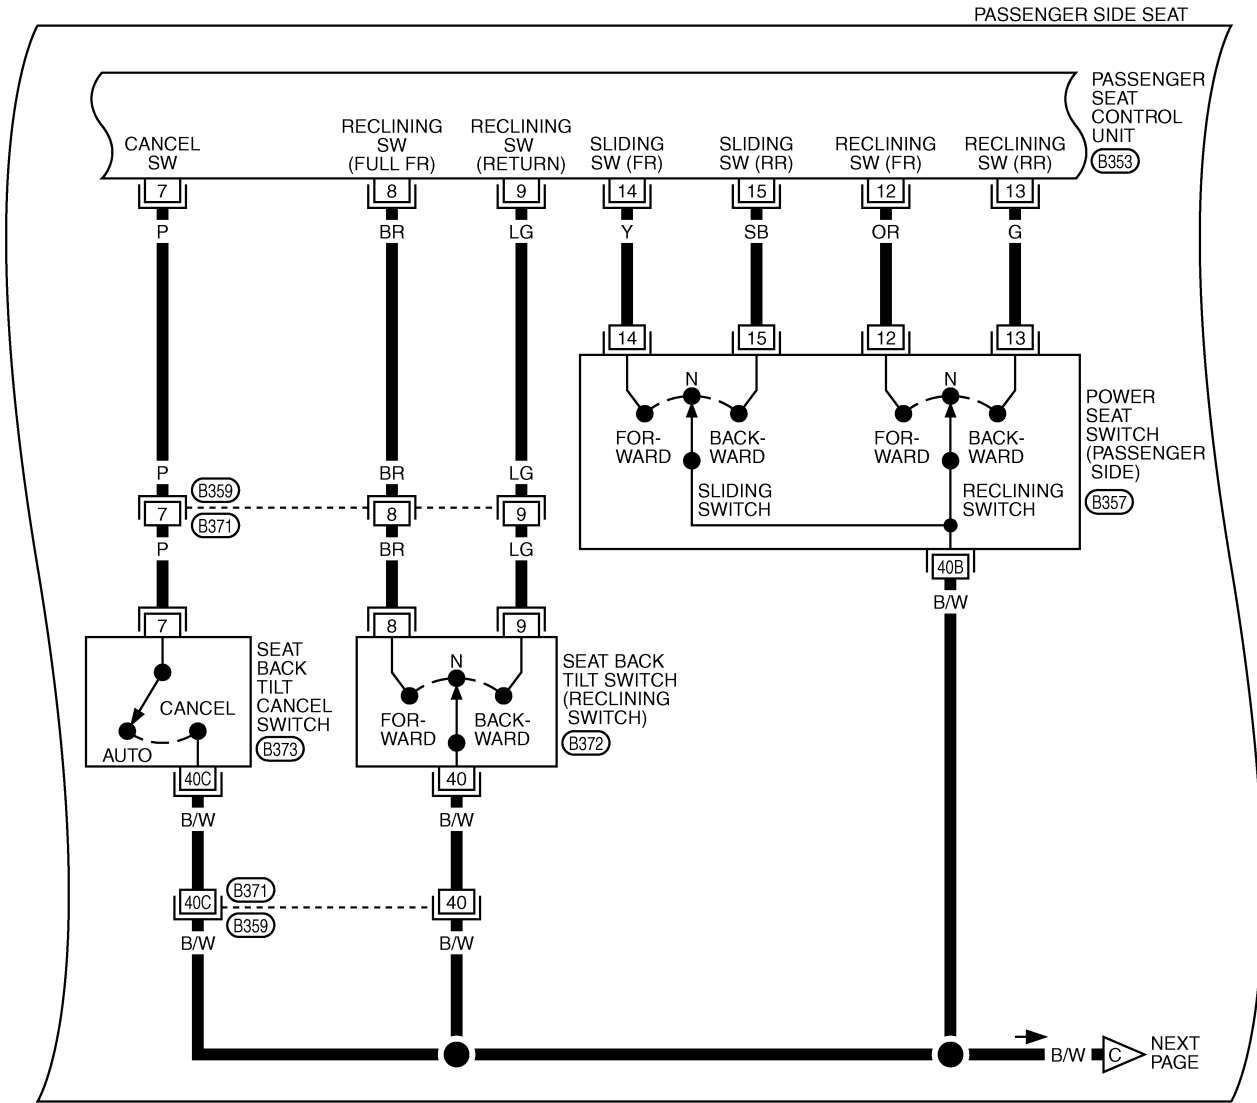 PASSENGER SIDE SEAT
PASSENGER
SEAT
CONTROL
UNIT
B353
CANCEL
SW
RECLINING
SW
(FULL FR)
RECLINING
SW
(RETURN)
SLIDING
SW (FR)
SLIDING
SW (RR)
RECLINING
SW (FR)
RECLINING
SW (RR)
7 8 9 14 15 12 13
P BR LG Y SB OR G
14 15 12 13
N N
FOR-
WARD
BACK-
WARD
FOR-
WARD
BACK-
WARD
SLIDING
SWITCH
RECLINING
SWITCH
POWER
SEAT
SWITCH
(PASSENGER
SIDE)
B357
P BR LG
B359
7 8 9
B371
P BR LG
40B
B/W
7 8 9
SEAT
BACK
TILT
CANCEL
SWITCH
B373
CANCEL
AUTO
N
FOR-
WARD
BACK-
WARD
SEAT BACK
TILT SWITCH
(RECLINING
SWITCH)
B372
40C 40
B/W B/W
B371
40C 40
B359
B/W B/W
B/W C
NEXT
PAGE